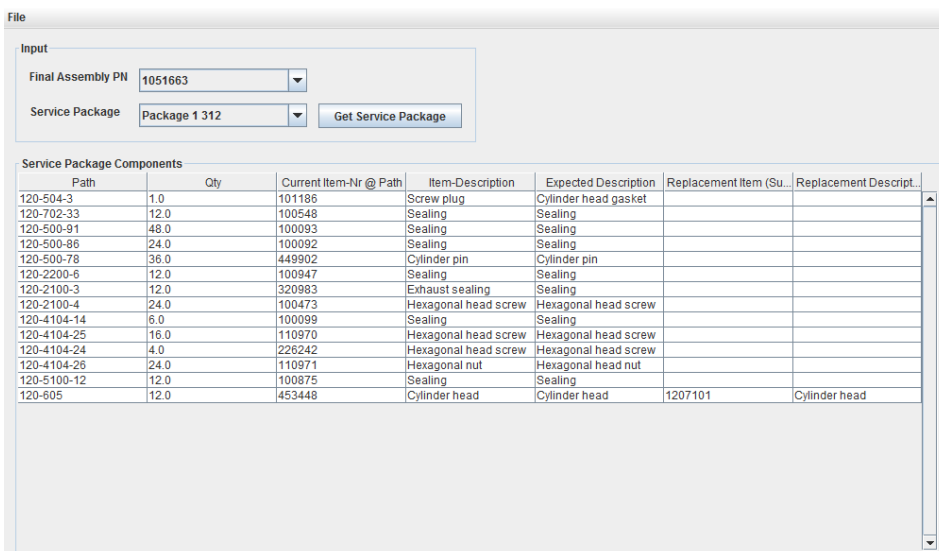 File
Input
Final Assembly PN 1051663
Service Package Package 1 312 Get Service Package
Service Package Components
Path Qty Current Item-Nr @ Path Item-Description Expected Description Replacement Item (Su... Replacement Descript...
120-504-3 1.0 101186 Screw plug Cylinder head gasket
120-702-33 12.0 100548 Sealing Sealing
120-500-91 48.0 100093 Sealing Sealing
120-500-86 24.0 100092 Sealing Sealing
120-500-78 36.0 449902 Cylinder pin Cylinder pin
120-2200-6 12.0 100947 Sealing Sealing
120-2100-3 12.0 320983 Exhaust sealing Sealing
120-2100-4 24.0 100473 Hexagonal head screw Hexagonal head screw
120-4104-14 6.0 100099 Sealing Sealing
120-4104-25 16.0 110970 Hexagonal head screw Hexagonal head screw
120-4104-24 4.0 226242 Hexagonal head screw Hexagonal head screw
120-4104-26 24.0 110971 Hexagonal nut Hexagonal head nut
120-5100-12 12.0 100875 Sealing Sealing
120-605 12.0 453448 Cylinder head Cylinder head 1207101 Cylinder head